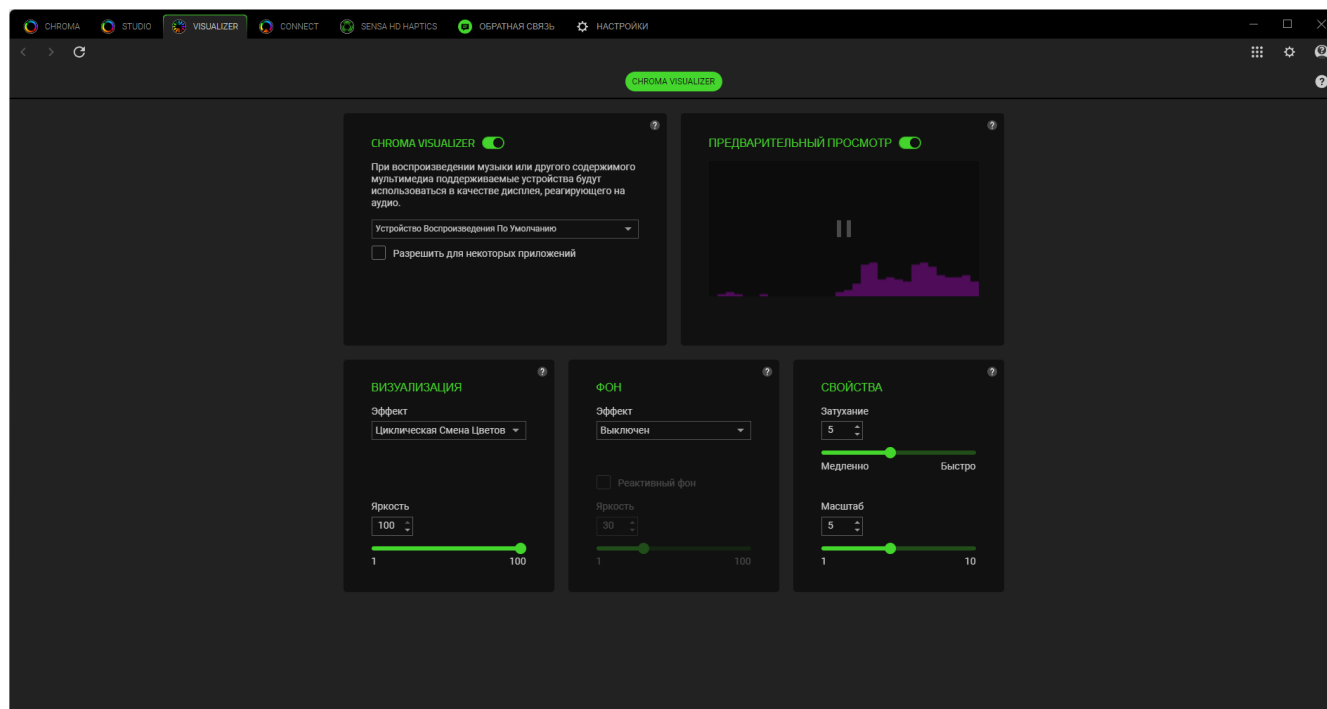 CHROMA
STUDIO
VISUALIZER
CONNECT
SENSA HD HAPTICS
ОБРАТНАЯ СВЯЗЬ
НАСТРОЙКИ
CHROMA VISUALIZER
CHROMA VISUALIZER
При воспроизведении музыки или другого содержимого
мультимедиа поддерживаемые устройства будут
использоваться в качестве дисплея, реагирующего на
аудио.
Устройство Воспроизведения По Умолчанию
Разрешить для некоторых приложений
ПРЕДВАРИТЕЛЬНЫЙ ПРОСМОТР
ВИЗУАЛИЗАЦИЯ
Эффект
Циклическая Смена Цветов
Яркость
100
1 100
ФОН
Эффект
Выключен
Реактивный фон
Яркость
30
1 100
СВОЙСТВА
Затухание
5
Медленно Быстро
Масштаб
5
1 10